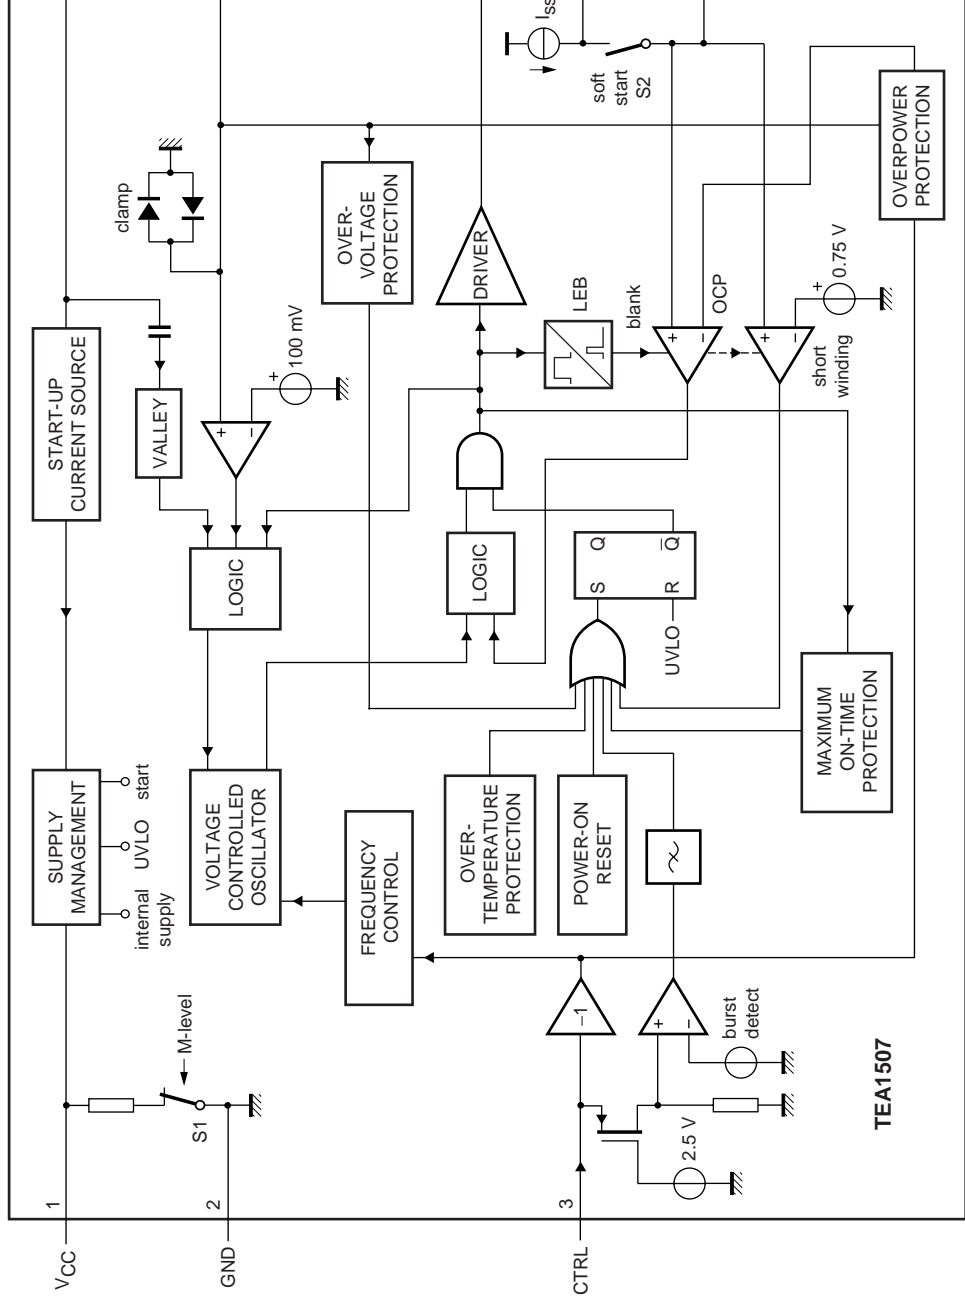 VCC
1
GND
2
CTRL
3
S1
M-level
SUPPLY
MANAGEMENT
internal
supply
UVLO
start
START-UP
CURRENT SOURCE
VALLEY
clamp
LOGIC
+
−
+
100 mV
VOLTAGE
CONTROLLED
OSCILLATOR
FREQUENCY
CONTROL
OVER-
VOLTAGE
PROTECTION
LOGIC
DRIVER
LEB
blank
OVER-
TEMPERATURE
PROTECTION
POWER-ON
RESET
S
Q
R
Q
UVLO
MAXIMUM
ON-TIME
PROTECTION
−1
+
−
burst
detect
2.5 V
Iss
soft
start
S2
+
−
OCP
+
−
short
winding
+
0.75 V
OVERPOWER
PROTECTION
TEA1507